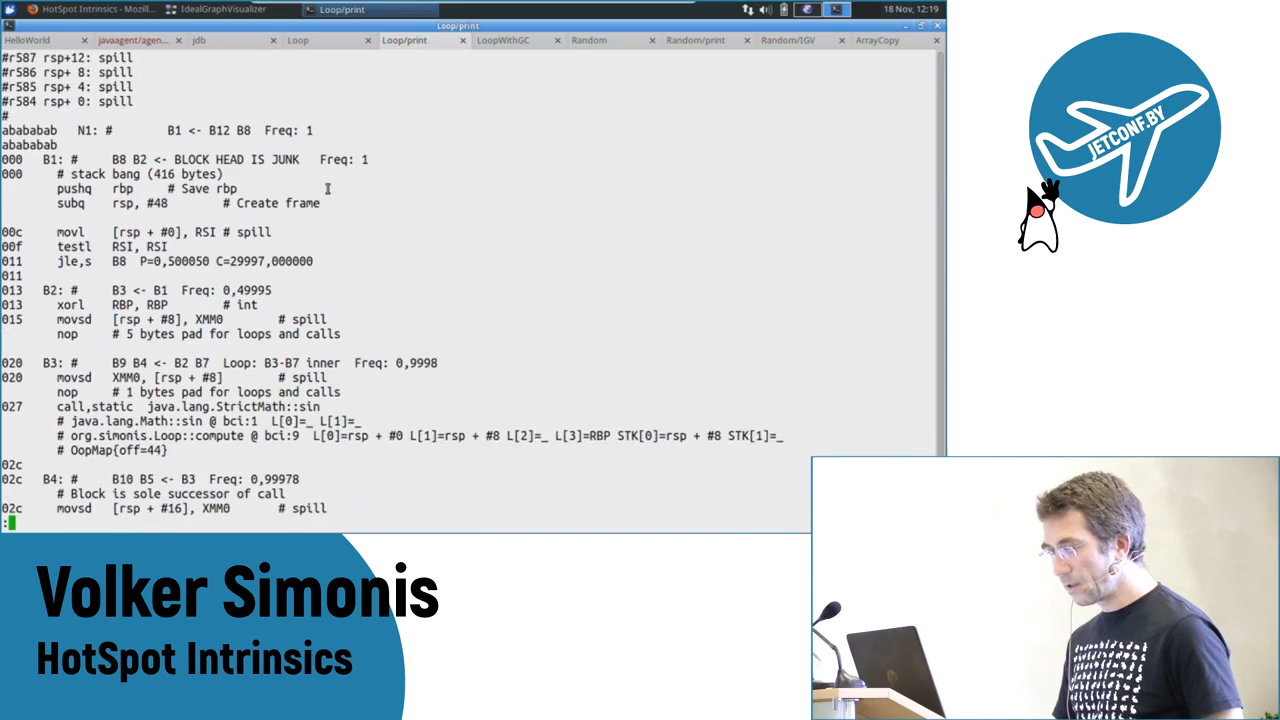 HotSpot Intrinsics - Mozill...
IdealGraphVisualizer
Loop/print
18 Nov, 12:19
Loop/print
HelloWorld
javaagent/agen...
jdb
Loop
Loop/print
LoopWithGC
Random
Random/print
Random/IGV
ArrayCopy
#r587 rsp+12: spill
#r586 rsp+ 8: spill
#r585 rsp+ 4: spill
#r584 rsp+ 0: spill
#
abababab   N1: #        B1 <- B12 B8  Freq: 1
abababab
000   B1: #     B8 B2 <- BLOCK HEAD IS JUNK   Freq: 1
000     # stack bang (416 bytes)
pushq   rbp     # Save rbp
subq    rsp, #48        # Create frame
00c     movl    [rsp + #0], RSI # spill
00f     testl   RSI, RSI
011     jle,s   B8  P=0,500050 C=29997,000000
011
013   B2: #     B3 <- B1  Freq: 0,49995
013     xorl    RBP, RBP        # int
015     movsd   [rsp + #8], XMM0        # spill
nop     # 5 bytes pad for loops and calls
020   B3: #     B9 B4 <- B2 B7  Loop: B3-B7 inner  Freq: 0,9998
020     movsd   XMM0, [rsp + #8]        # spill
nop     # 1 bytes pad for loops and calls
027     call,static  java.lang.StrictMath::sin
# java.lang.Math::sin @ bci:1  L[0]=_ L[1]=_
# org.simonis.Loop::compute @ bci:9  L[0]=rsp + #0 L[1]=rsp + #8 L[2]=_ L[3]=RBP STK[0]=rsp + #8 STK[1]=_
# OopMap{off=44}
02c
02c   B4: #     B10 B5 <- B3  Freq: 0,99978
# Block is sole successor of call
02c     movsd   [rsp + #16], XMM0       # spill
:
JETCONF.BY
Volker Simonis
HotSpot Intrinsics